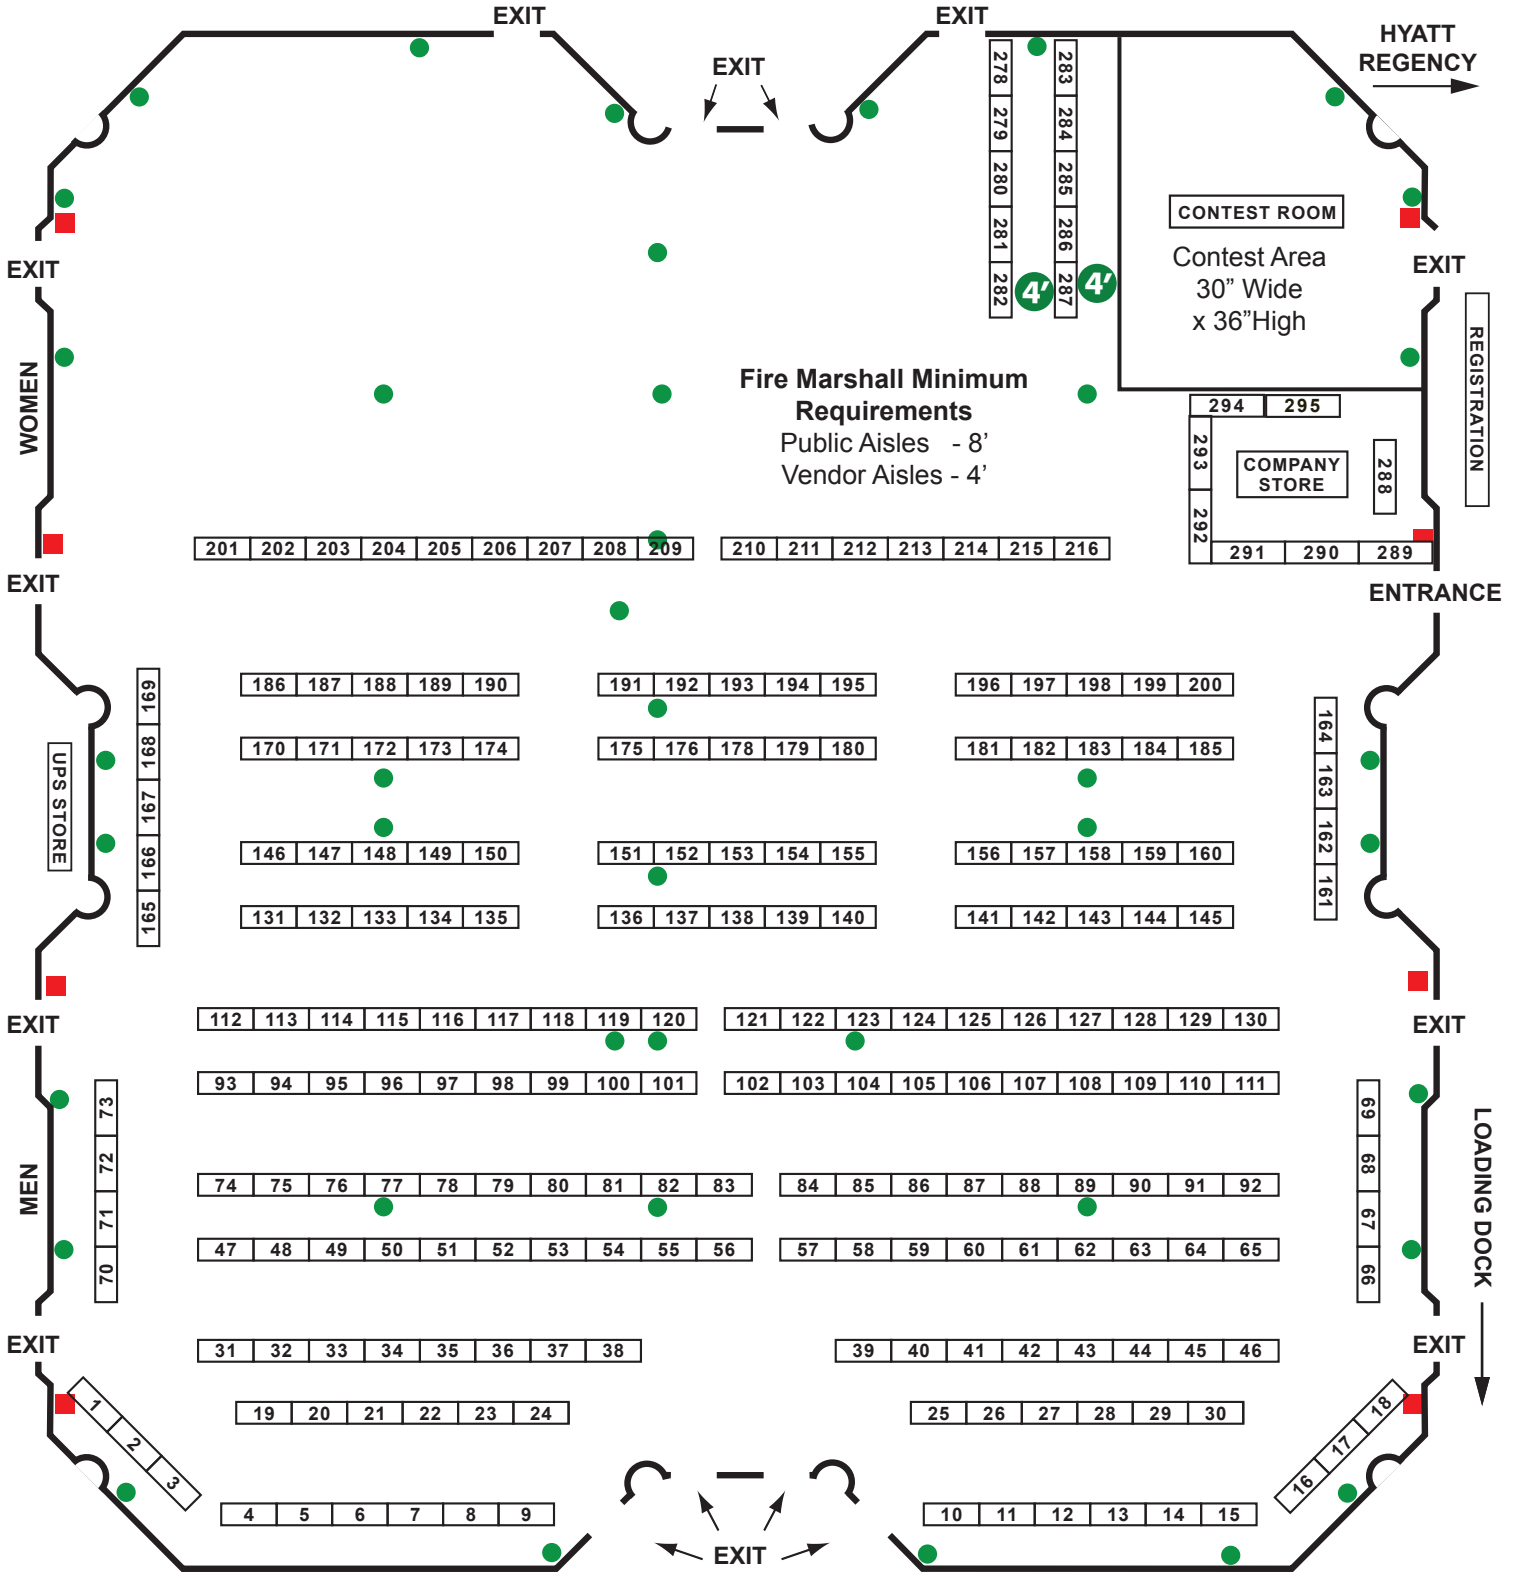 EXIT
EXIT
HYATT
REGENCY
EXIT
278
279
280
281
282
283
284
285
286
287
4’
4’
CONTEST ROOM
Contest Area
30” Wide
x 36”High
EXIT
EXIT
REGISTRATION
WOMEN
Fire Marshall Minimum
Requirements
Public Aisles - 8’
Vendor Aisles - 4’
294 295
293
292
COMPANY
STORE
288
291 290 289
201 202 203 204 205 206 207 208 209 210 211 212 213 214 215 216
EXIT
ENTRANCE
186 187 188 189 190 191 192 193 194 195 196 197 198 199 200
170 171 172 173 174 175 176 178 179 180 181 182 183 184 185
169
168
167
166
165
UPS STORE
164
163
162
161
146 147 148 149 150 151 152 153 154 155 156 157 158 159 160
131 132 133 134 135 136 137 138 139 140 141 142 143 144 145
112 113 114 115 116 117 118 119 120 121 122 123 124 125 126 127 128 129 130
EXIT
EXIT
93 94 95 96 97 98 99 100 101 102 103 104 105 106 107 108 109 110 111
73
72
71
70
MEN
69
68
67
66
LOADING DOCK
74 75 76 77 78 79 80 81 82 83 84 85 86 87 88 89 90 91 92
47 48 49 50 51 52 53 54 55 56 57 58 59 60 61 62 63 64 65
EXIT
EXIT
31 32 33 34 35 36 37 38 39 40 41 42 43 44 45 46
19 20 21 22 23 24 25 26 27 28 29 30
1
2
3
18
17
16
4 5 6 7 8 9 10 11 12 13 14 15
EXIT